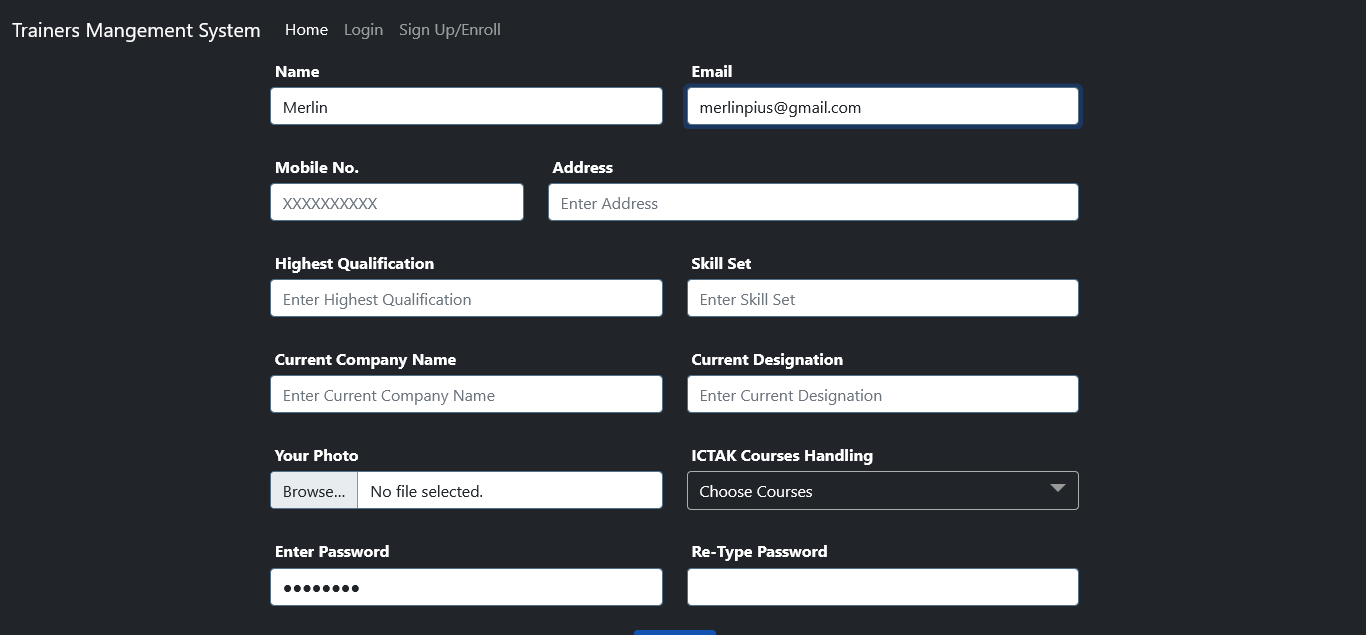 Trainers Mangement System Home Login Sign Up/Enroll
Name Email
Merlin merlinpius@gmail.com
Mobile No. Address
XXXXXXXXXX Enter Address
Highest Qualification Skill Set
Enter Highest Qualification Enter Skill Set
Current Company Name Current Designation
Enter Current Company Name Enter Current Designation
Your Photo ICTAK Courses Handling
Browse... No file selected. Choose Courses
Enter Password Re-Type Password
●●●●●●●●